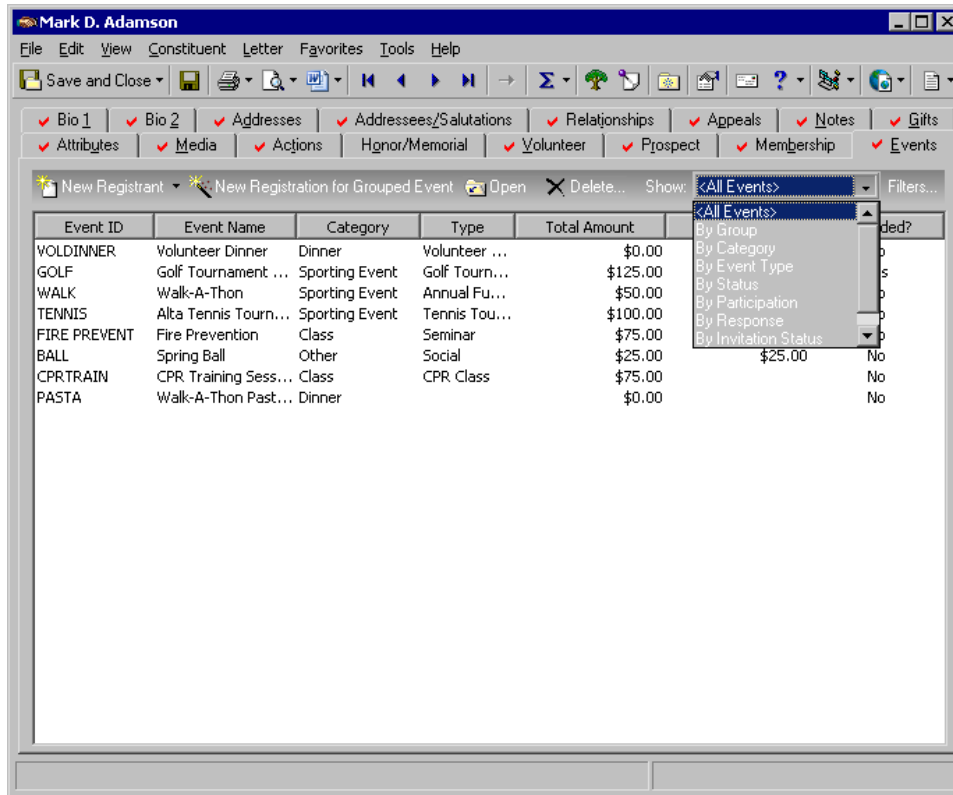 Mark D. Adamson
File Edit View Constituent Letter Favorites Tools Help
Save and Close
Bio 1 Bio 2 Addresses Addressees/Salutations Relationships Appeals Notes Gifts
Attributes Media Actions Honor/Memorial Volunteer Prospect Membership Events
New Registrant New Registration for Grouped Event Open Delete... Show: <All Events> Filters...
<All Events>
By Group
By Category
By Event Type
By Status
By Participation
By Response
By Invitation Status
Event ID Event Name Category Type Total Amount ded?
VOLDINNER Volunteer Dinner Dinner Volunteer ... $0.00
GOLF Golf Tournament ... Sporting Event Golf Tourn... $125.00
WALK Walk-A-Thon Sporting Event Annual Fu... $50.00
TENNIS Alta Tennis Tourn... Sporting Event Tennis Tou... $100.00
FIRE PREVENT Fire Prevention Class Seminar $75.00
BALL Spring Ball Other Social $25.00 $25.00 No
CPRTRAIN CPR Training Sess... Class CPR Class $75.00 No
PASTA Walk-A-Thon Past... Dinner $0.00 No